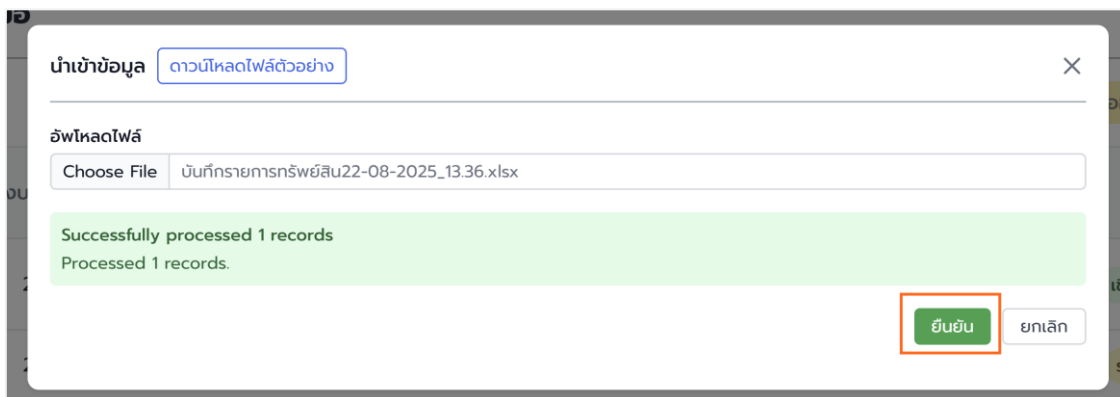 นำเข้าข้อมูล ดาวน์โหลดไฟล์ตัวอย่าง
อัพโหลดไฟล์
Choose File บันทึกรายการทรัพย์สิน22-08-2025_13.36.xlsx
Successfully processed 1 records
Processed 1 records.
ยืนยัน ยกเลิก